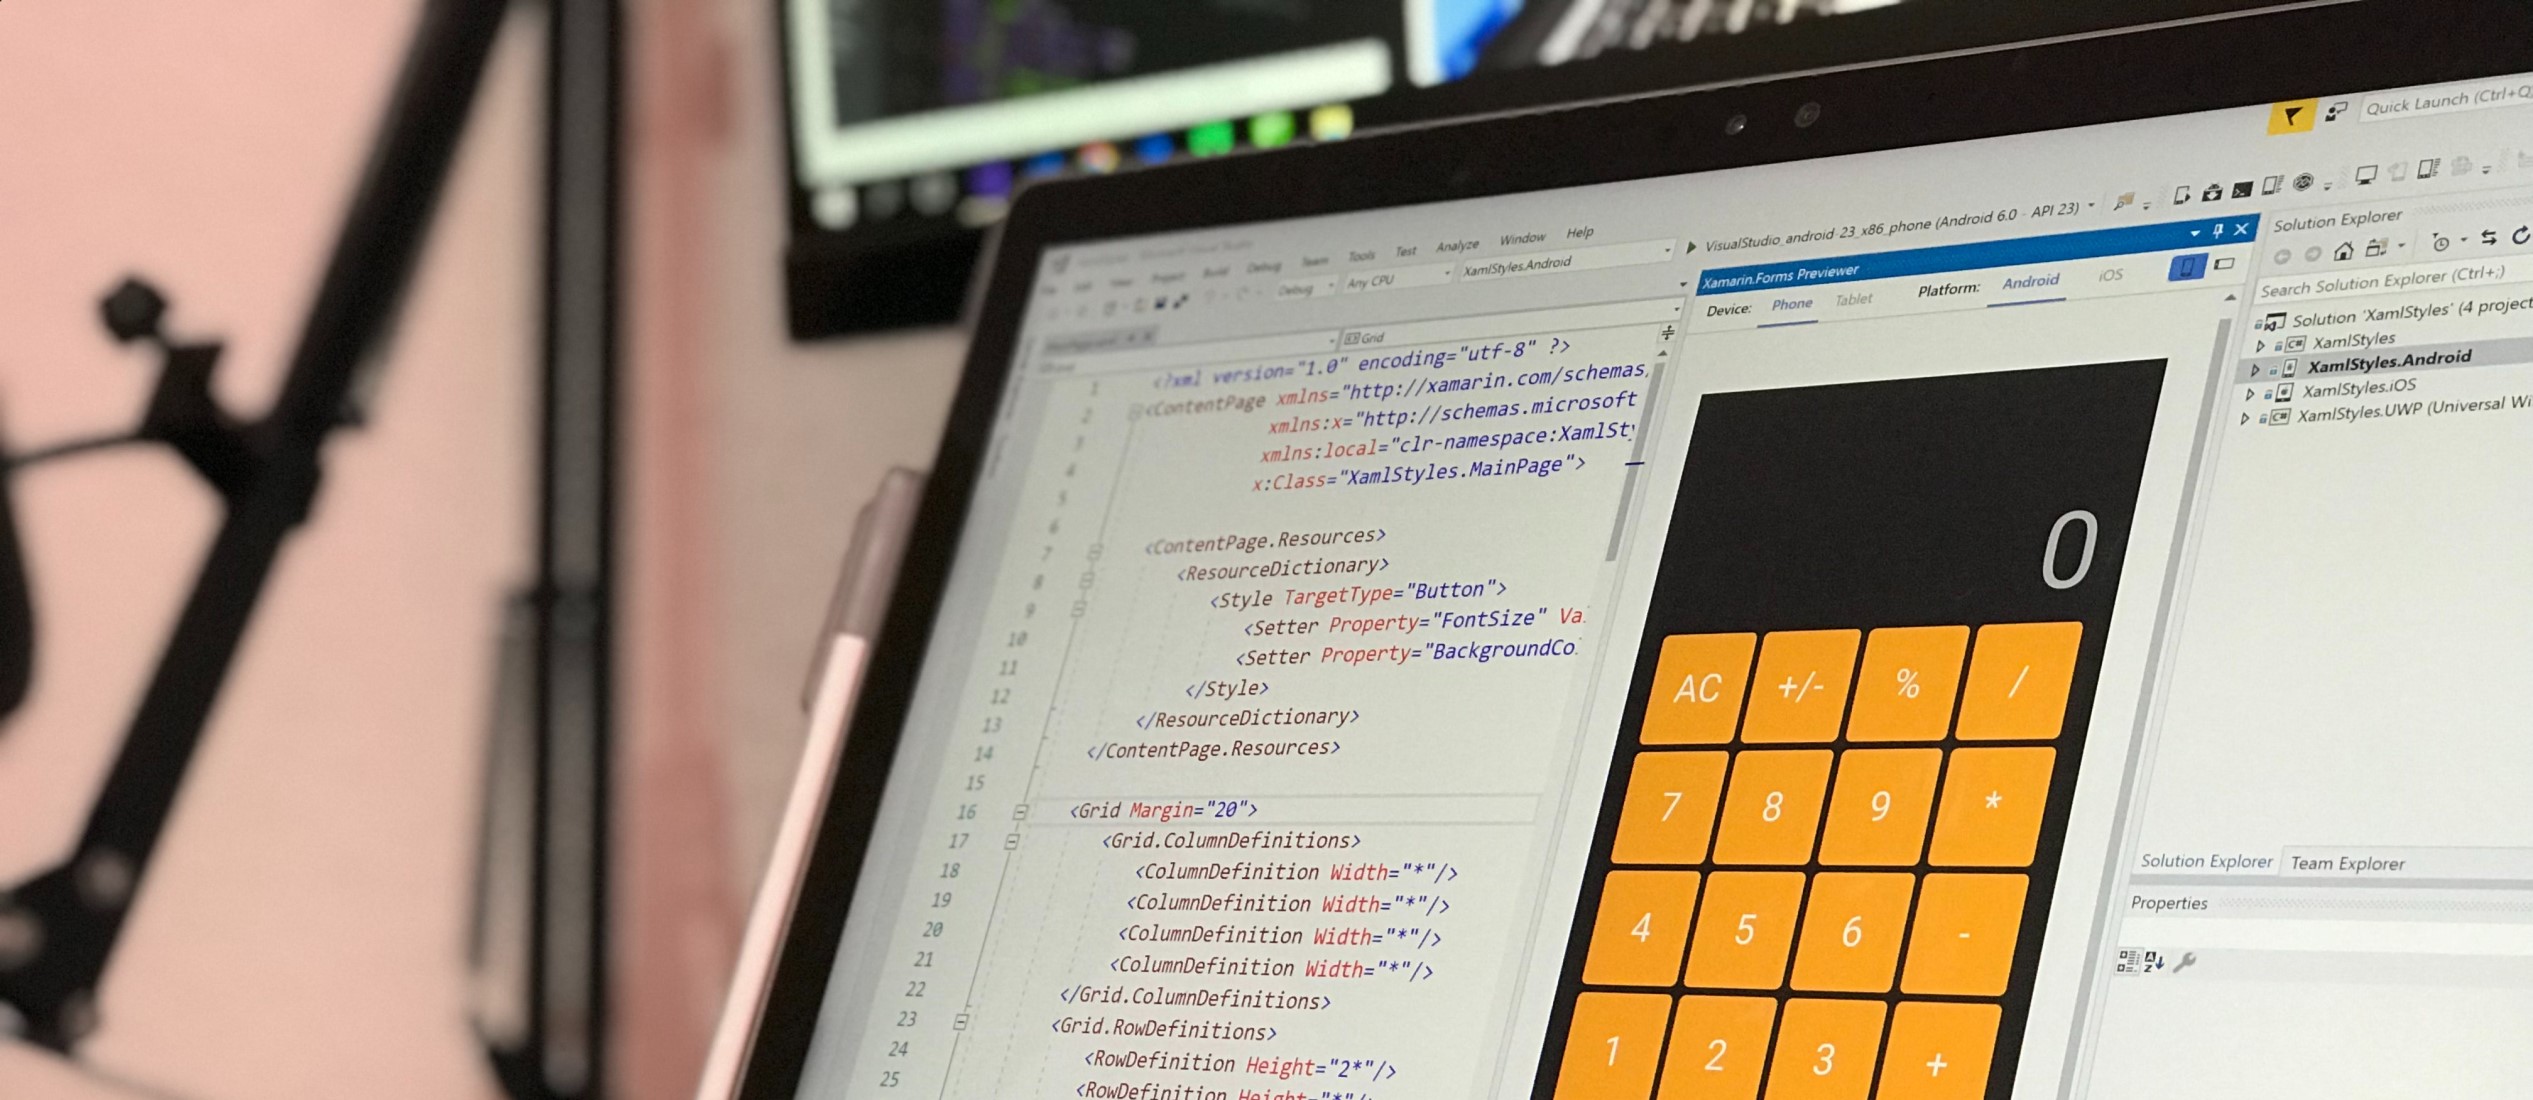 Quick Launch (Ctrl+Q
Project Build Debug Team Tools Test Analyze Window Help
Debug Any CPU XamlStyles.Android VisualStudio_android-23_x86_phone (Android 6.0 - API 23)
Grid
1 <?xml version="1.0" encoding="utf-8" ?>
2 <ContentPage xmlns="http://xamarin.com/schemas,
3 xmlns:x="http://schemas.microsoft
4 xmlns:local="clr-namespace:XamlSt
5 x:Class="XamlStyles.MainPage">
6
7 <ContentPage.Resources>
8 <ResourceDictionary>
9 <Style TargetType="Button">
10 <Setter Property="FontSize" Va
11 <Setter Property="BackgroundCo
12 </Style>
13 </ResourceDictionary>
14 </ContentPage.Resources>
15
16 <Grid Margin="20">
17 <Grid.ColumnDefinitions>
18 <ColumnDefinition Width="*"/>
19 <ColumnDefinition Width="*"/>
20 <ColumnDefinition Width="*"/>
21 <ColumnDefinition Width="*"/>
22 </Grid.ColumnDefinitions>
23 <Grid.RowDefinitions>
24 <RowDefinition Height="2*"/>
25 <RowDefinition Height="*"/
Xamarin.Forms Previewer
Device: Phone Tablet Platform: Android iOS
0
AC +/- % /
7 8 9 *
4 5 6 -
1 2 3 +
Solution Explorer
Search Solution Explorer (Ctrl+;)
Solution 'XamlStyles' (4 project
XamlStyles
XamlStyles.Android
XamlStyles.iOS
XamlStyles.UWP (Universal Wi
Solution Explorer Team Explorer
Properties